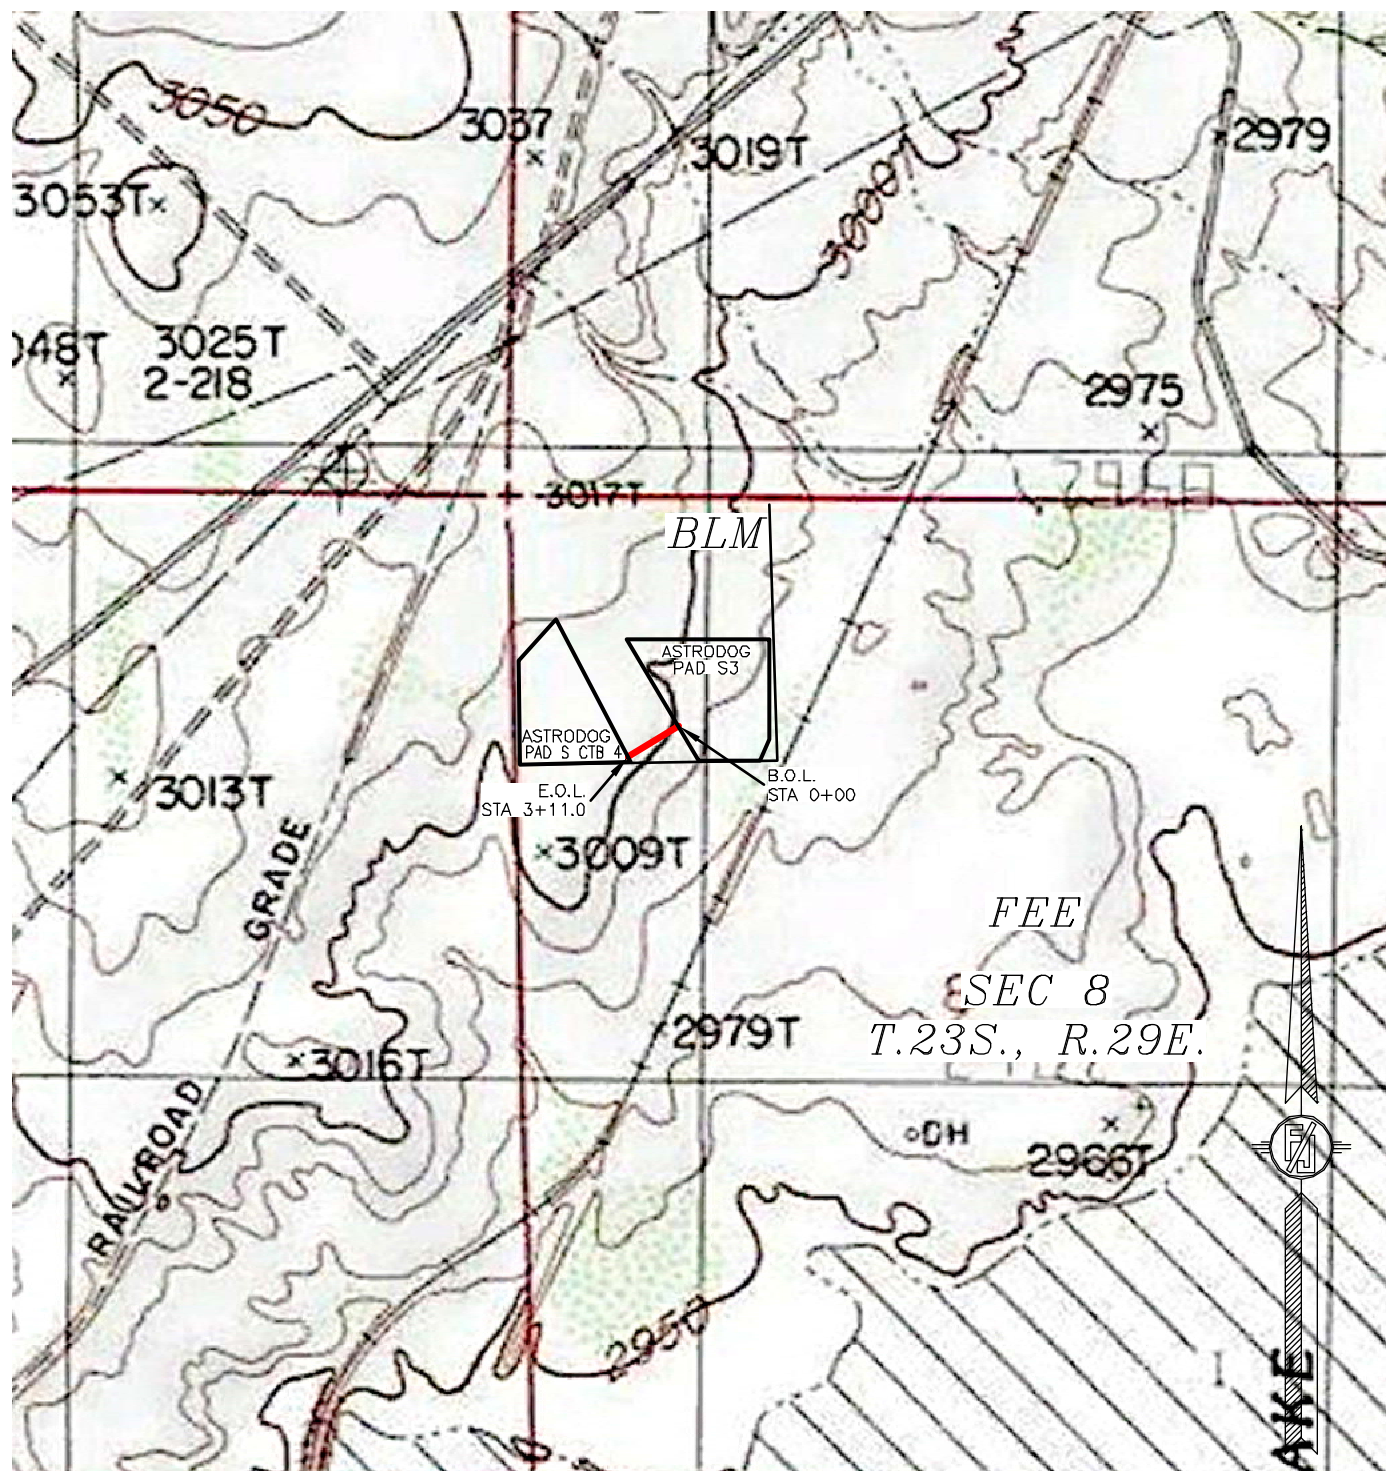 3050
3037
3019T
2979
3053T
3000
048T
3025T
2-218
2975
3017T
BLM
ASTRODOG
PAD S3
ASTRODOG
PAD S CTB 4
3013T
E.O.L.
STA 3+11.0
B.O.L.
STA 0+00
3009T
GRADE
FEE
SEC 8
T.23S., R.29E.
2979T
3016T
RAILROAD
DH
2966T
2950
AKE